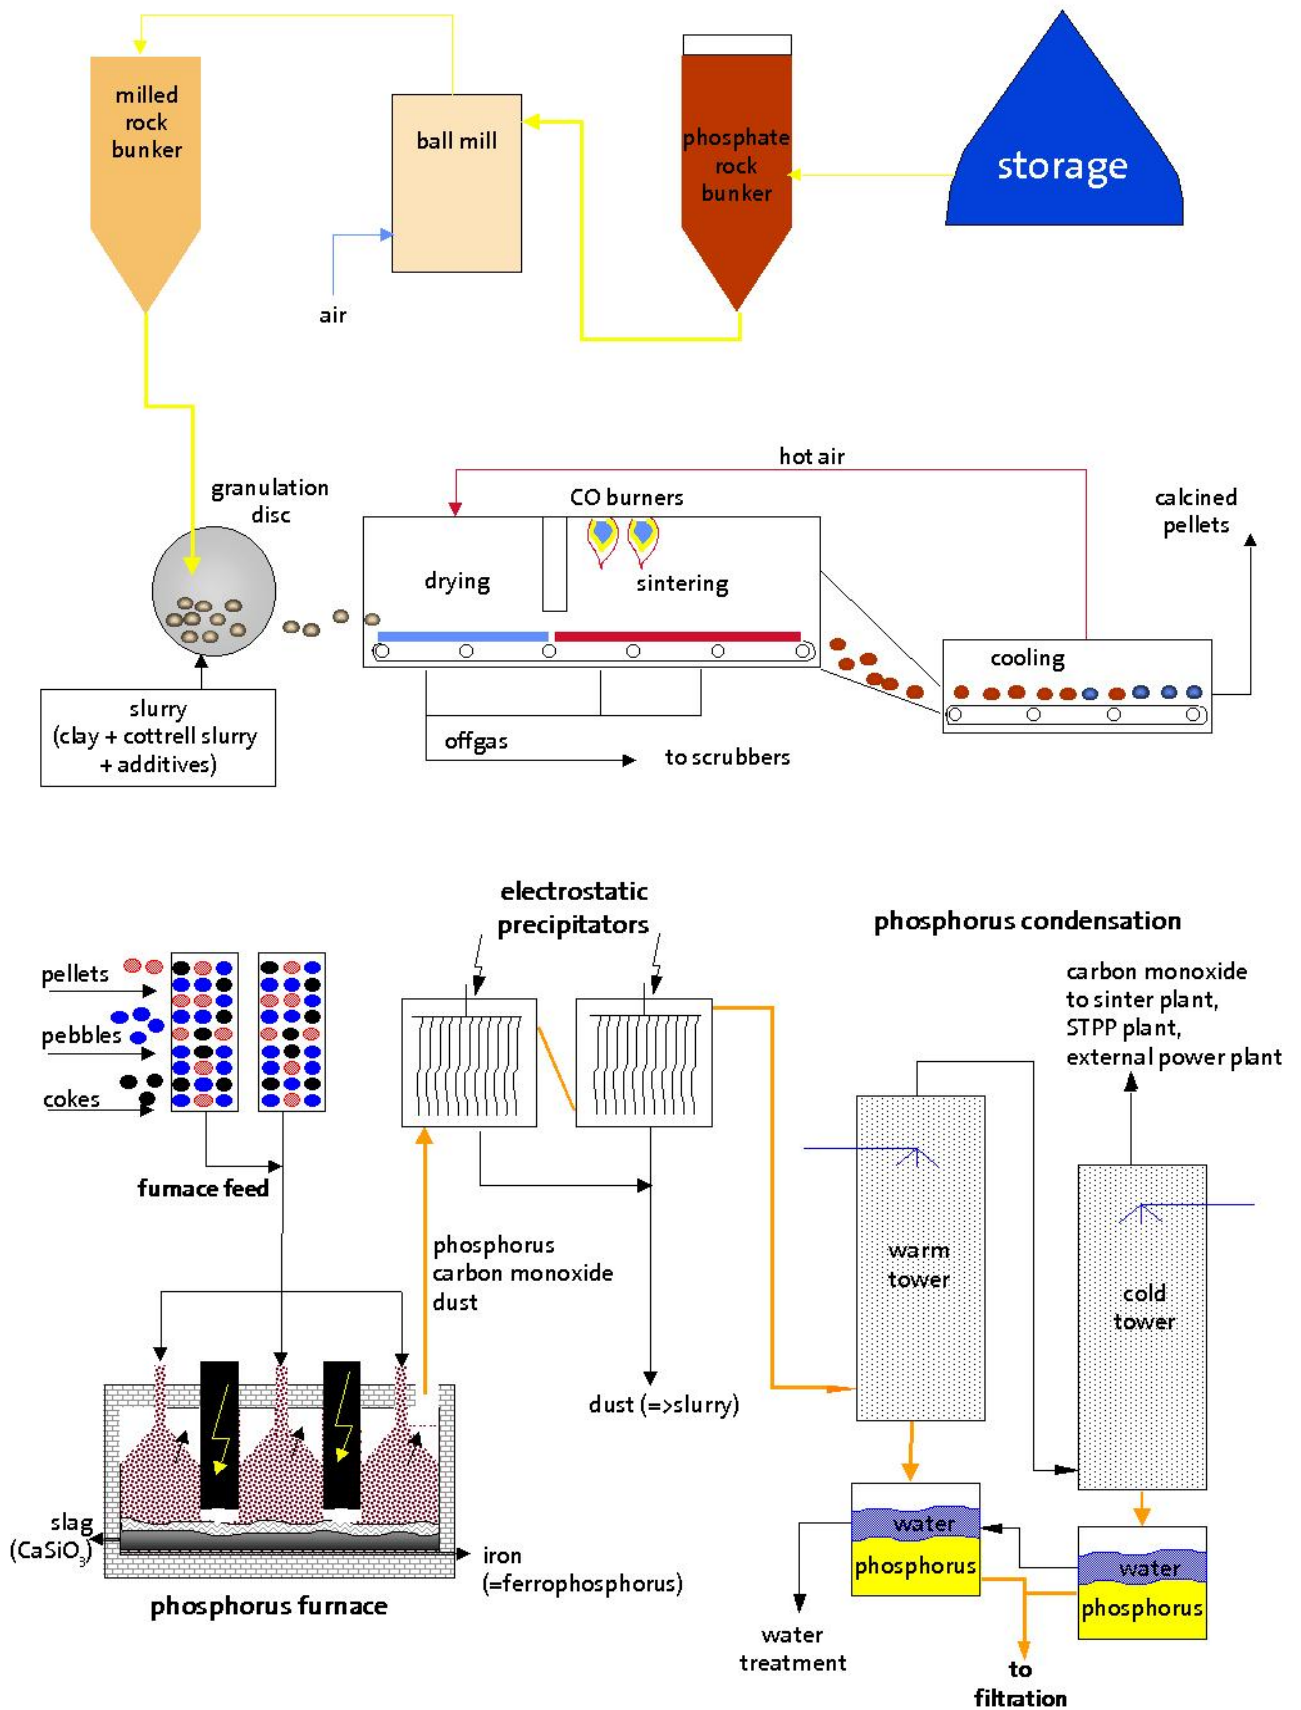 milled
rock
bunker
ball mill
phosphate
rock
bunker
storage
air
hot air
granulation
disc
CO burners
calcined
pellets
drying
sintering
cooling
slurry
(clay + cottrell slurry
+ additives)
offgas
to scrubbers
electrostatic
precipitators
phosphorus condensation
pellets
pebbles
cokes
carbon monoxide
to sinter plant,
STPP plant,
external power plant
furnace feed
phosphorus
carbon monoxide
dust
warm
tower
cold
tower
dust (=>slurry)
slag
(CaSiO3)
iron
(=ferrophosphorus)
phosphorus furnace
water
phosphorus
water
phosphorus
water
treatment
to
filtration